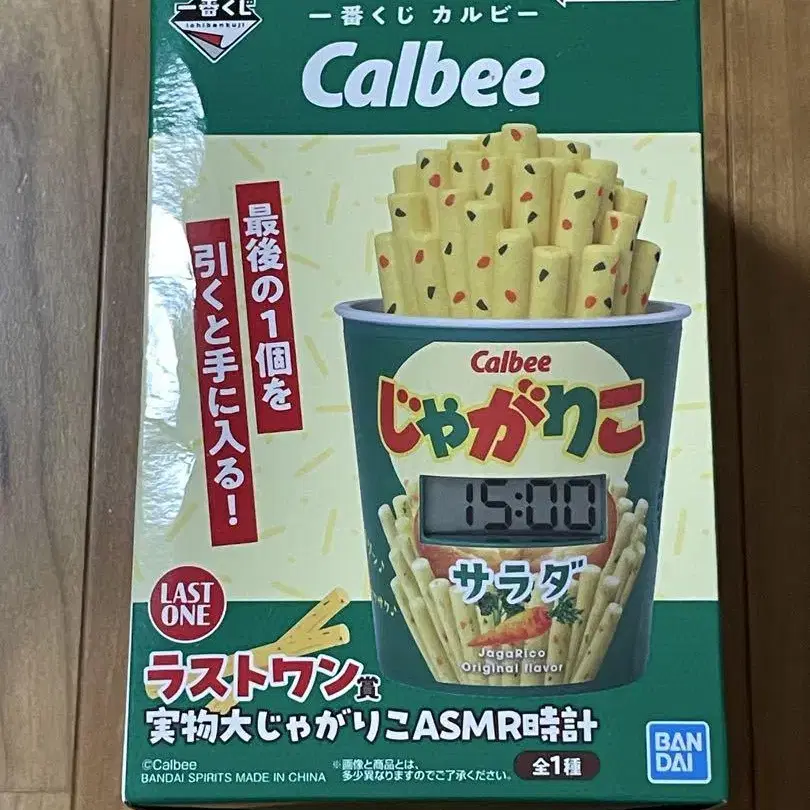 一番くじ
ichibankuji
一番くじ カルビー
Calbee
最後の1個を
引くと手に入る!
Calbee
じゃがりこ
15:00
サラダ
JagaRico
Original flavor
LAST
ONE
ラストワン賞
実物大じゃがりこASMR時計
©Calbee
BANDAI SPIRITS MADE IN CHINA
※画像と商品とは、
多少異なりますのでご了承ください。
全1種
BAN
DAI